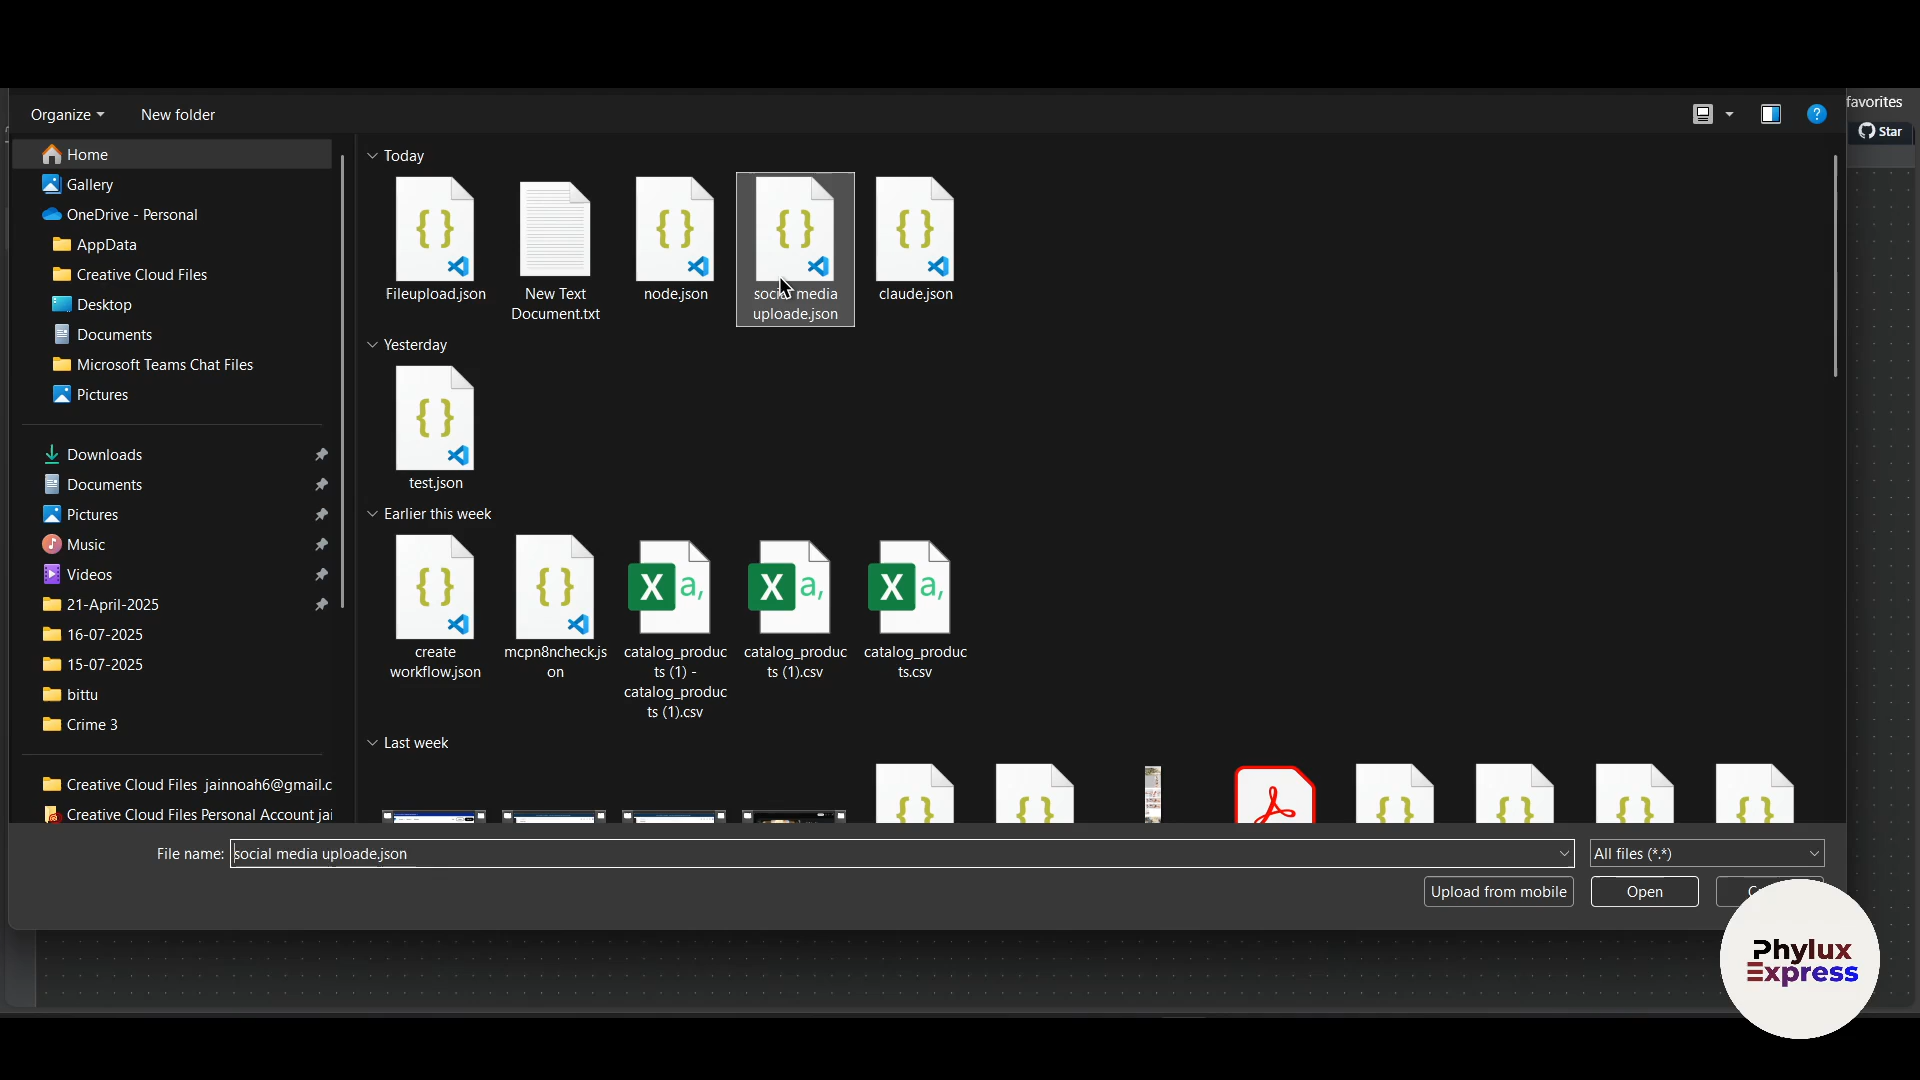 Organize
New folder
favorites
Star
Home
Gallery
OneDrive - Personal
AppData
Creative Cloud Files
Desktop
Documents
Microsoft Teams Chat Files
Pictures
Downloads
Documents
Pictures
Music
Videos
21-April-2025
16-07-2025
15-07-2025
bittu
Crime 3
Creative Cloud Files jainnoah6@gmail.c
Creative Cloud Files Personal Account jai
Today
Fileupload.json
New Text
Document.txt
node.json
social media
uploade.json
claude.json
Yesterday
test.json
Earlier this week
create
workflow.json
mcpn8ncheck.js
on
catalog_produc
ts (1) -
catalog_produc
ts (1).csv
catalog_produc
ts (1).csv
catalog_produc
ts.csv
Last week
File name: social media uploade.json
All files (*.*)
Upload from mobile
Open
Phylux
Express